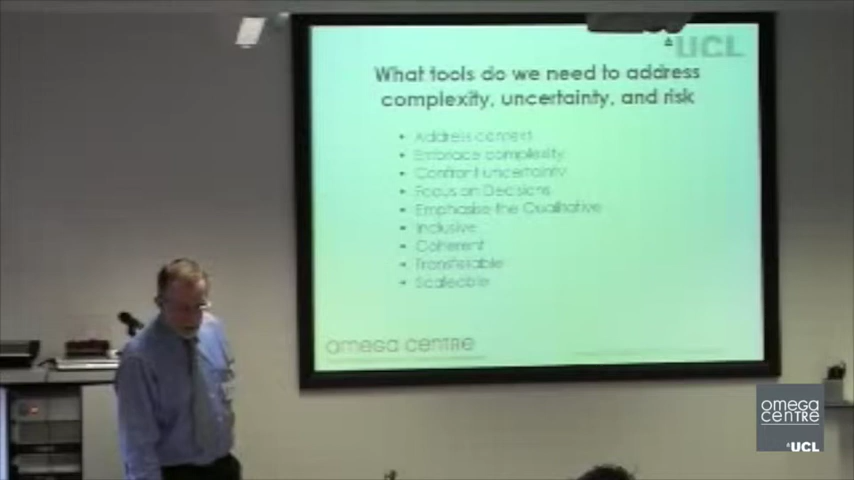 UCL
What tools do we need to address
complexity, uncertainty, and risk
• Address context
• Embrace complexity
• Confront uncertainty
• Focus on Decisions
• Emphasise the Qualitative
• Inclusive
• Coherent
• Transferable
• Scaleable
omega centre
omega
centre
UCL